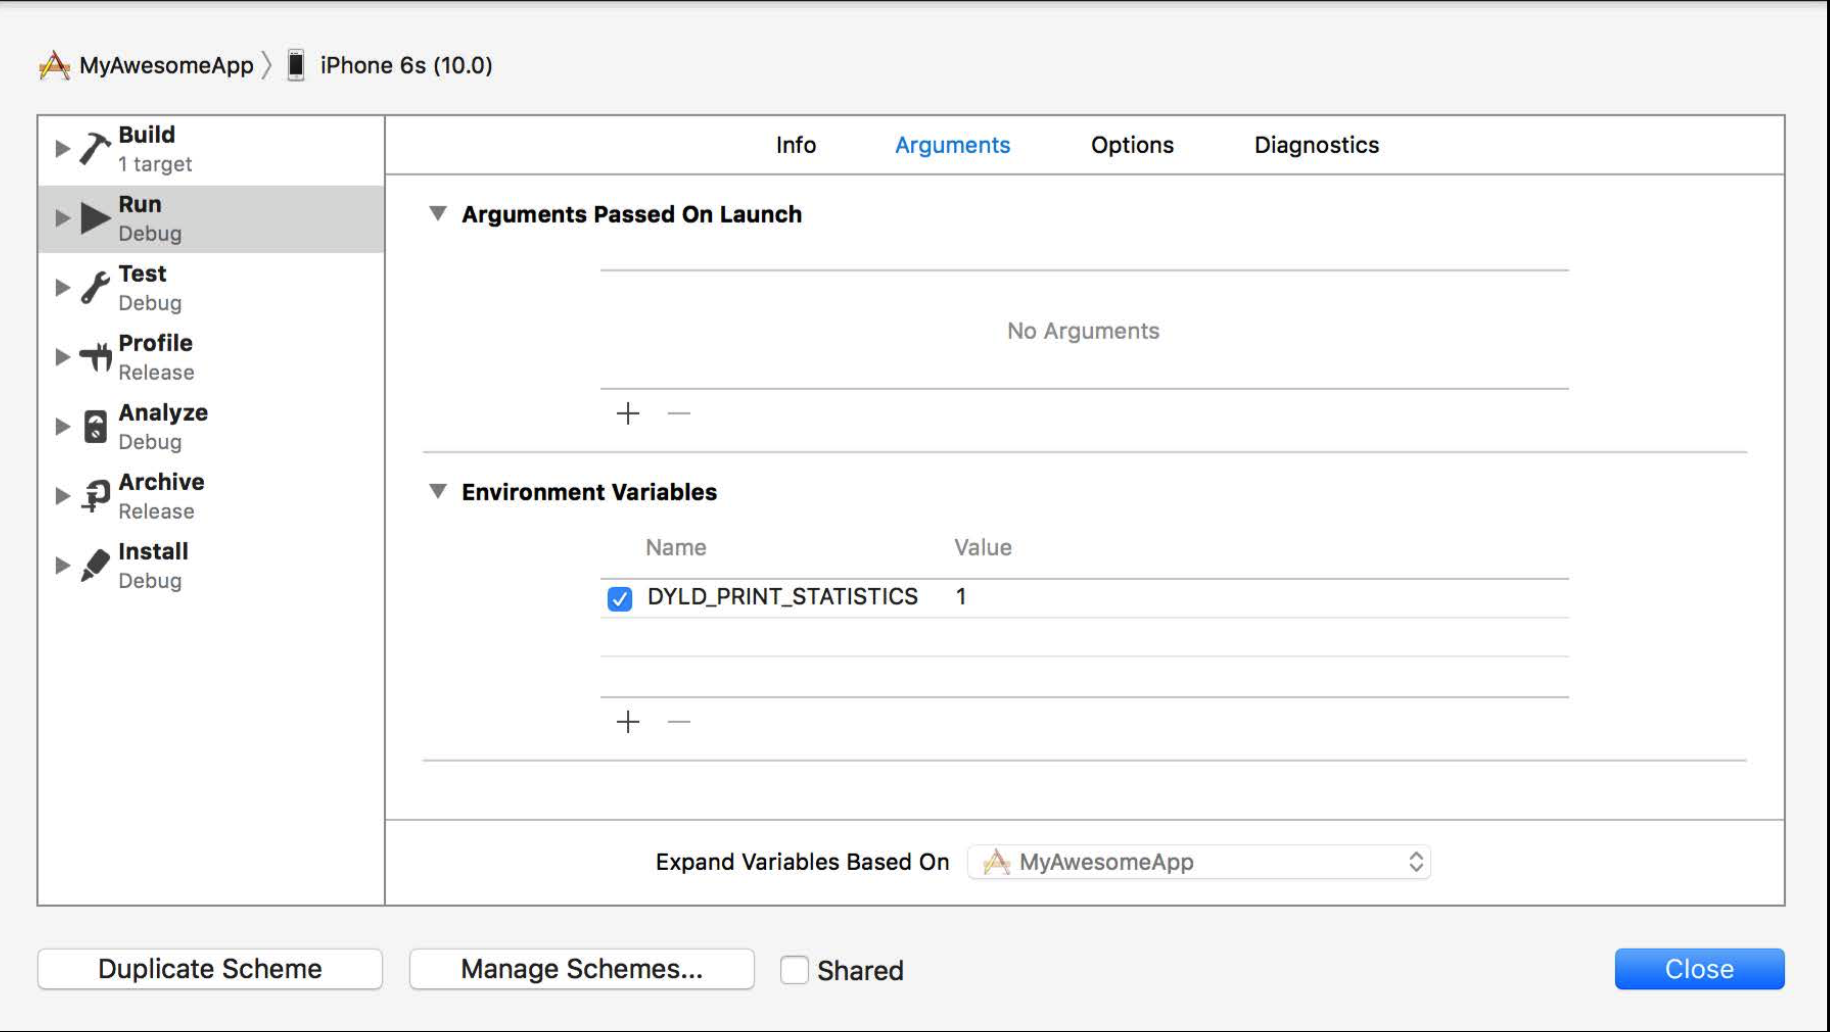 MyAwesomeApp 〉 iPhone 6s (10.0)
Build
1 target
Run
Debug
Test
Debug
Profile
Release
Analyze
Debug
Archive
Release
Install
Debug
Info Arguments Options Diagnostics
Arguments Passed On Launch
No Arguments
Environment Variables
Name Value
DYLD_PRINT_STATISTICS 1
Expand Variables Based On MyAwesomeApp
Duplicate Scheme Manage Schemes... Shared Close